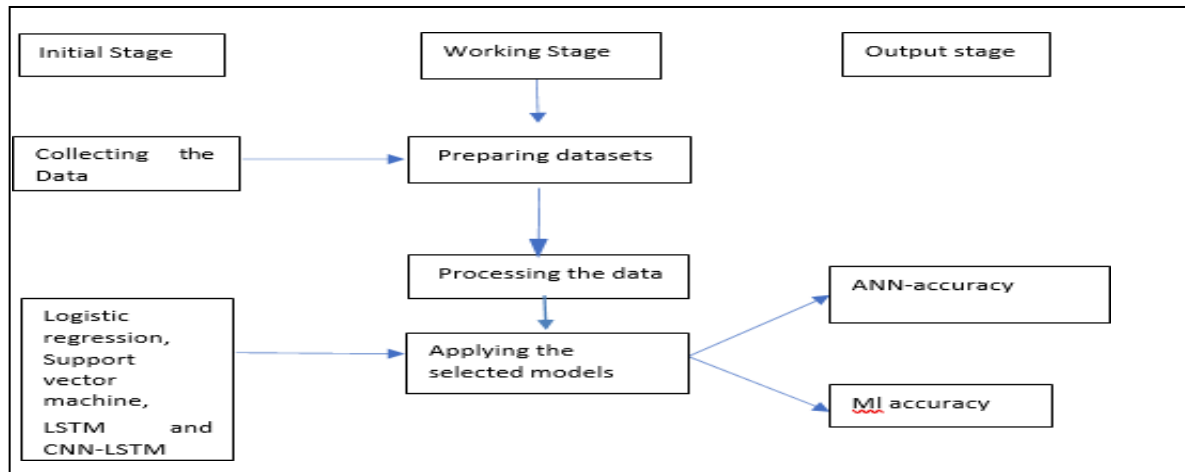 Initial Stage
Working Stage
Output stage
Collecting the
Data
Preparing datasets
Processing the data
ANN-accuracy
Logistic
regression,
Support
vector
machine,
LSTM and
CNN-LSTM
Applying the
selected models
Ml accuracy